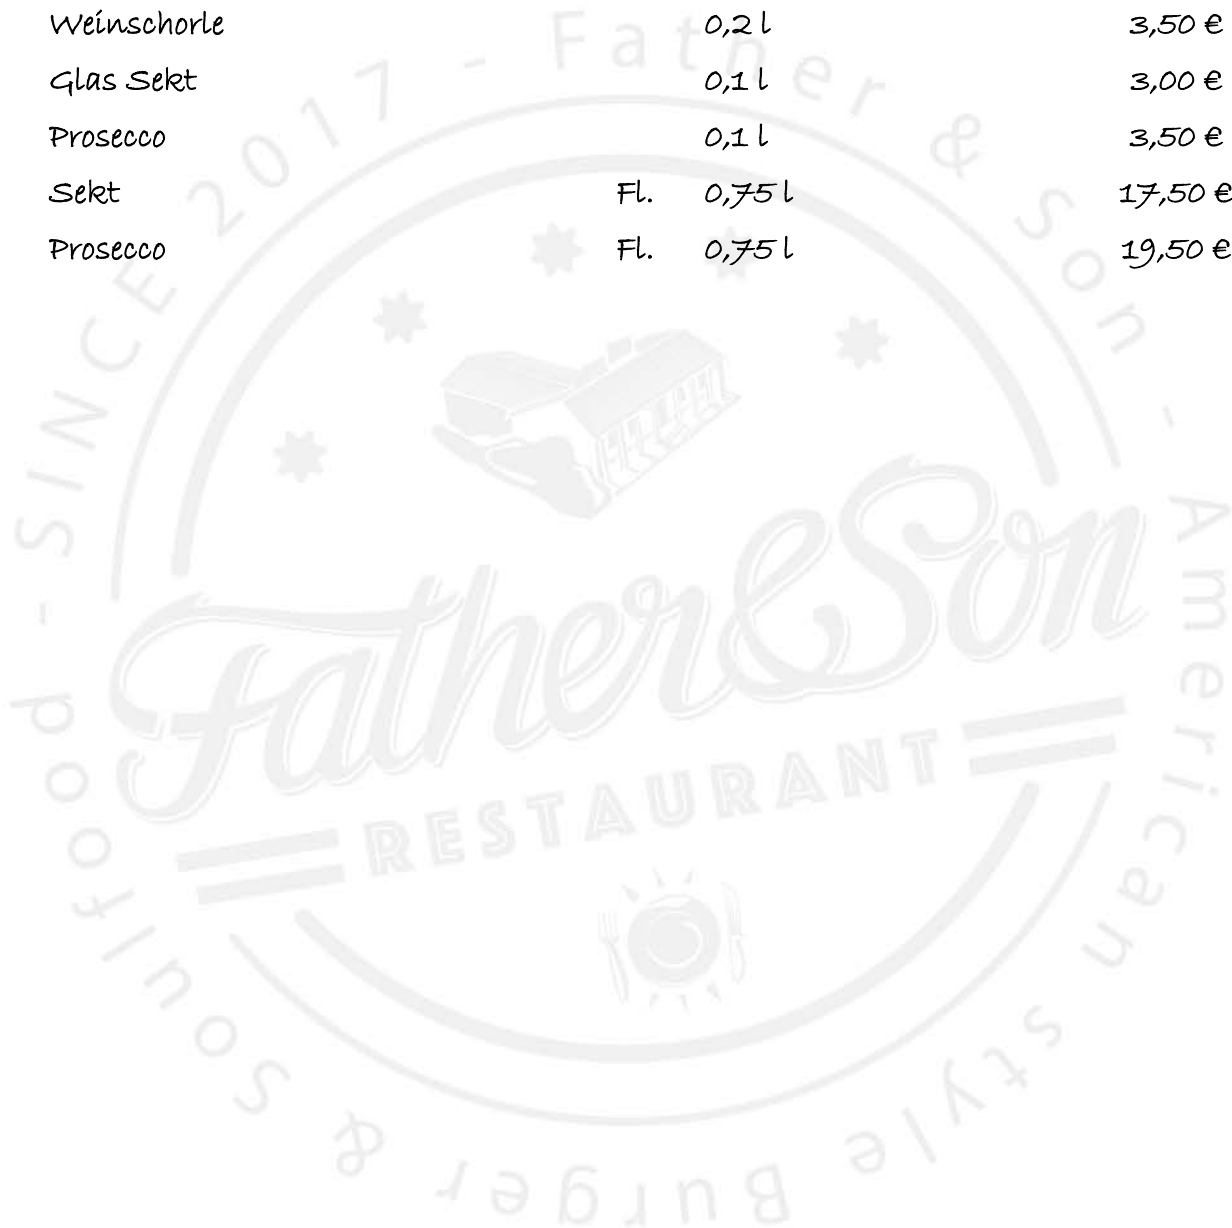 Weinschorle 0,2 l 3,50 €
Glas Sekt 0,1 l 3,00 €
Prosecco 0,1 l 3,50 €
Sekt Fl. 0,75 l 17,50 €
Prosecco Fl. 0,75 l 19,50 €
- SINCE 2017 - Father & Son - American style Burger & Soulfood
Father & Son
RESTAURANT